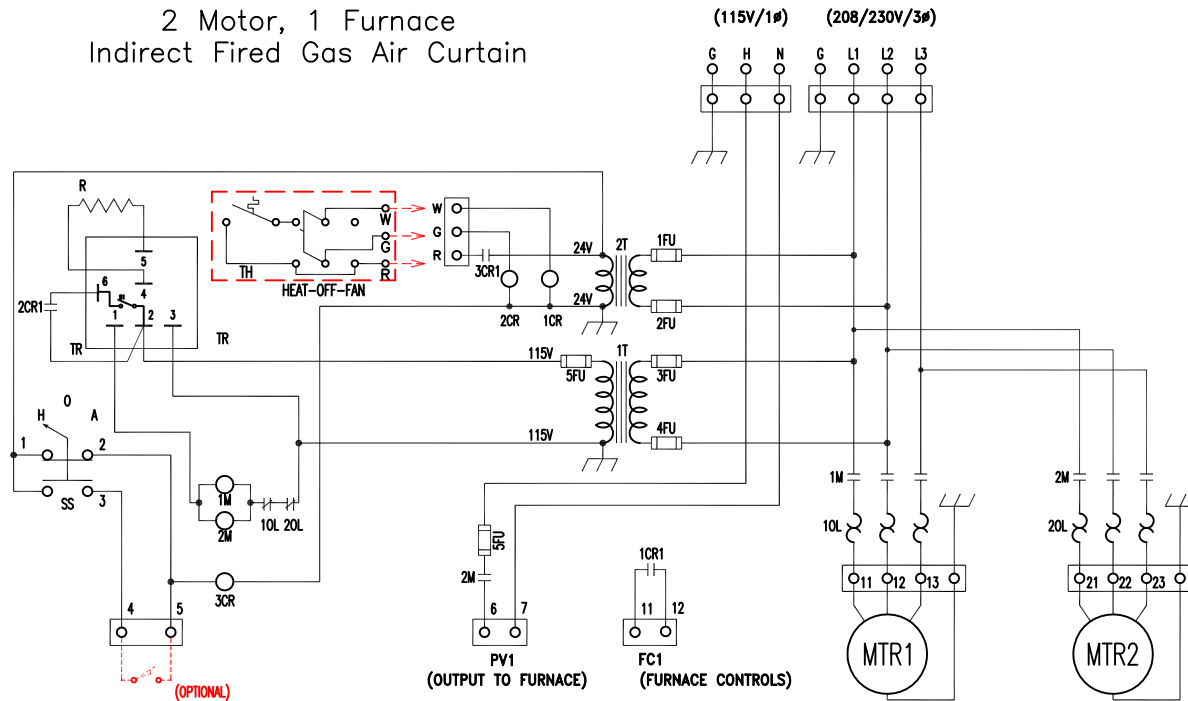 2 Motor, 1 Furnace
Indirect Fired Gas Air Curtain
(115V/1ø) (208/230V/3ø)
G H N G L1 L2 L3
R
5
4
6
S1
2CR1
1 2 3
TR TR
W
G
R
TH
HEAT-OFF-FAN
W
G
R
3CR1
24V
24V
2CR 1CR
2T
1FU
2FU
115V
5FU
1T
3FU
115V
4FU
H O A
1 2
SS 3
1M
2M
1OL 2OL
3CR
4 5
(OPTIONAL)
5FU
2M
6 7
PV1
(OUTPUT TO FURNACE)
1CR1
11 12
FC1
(FURNACE CONTROLS)
1M
1OL
11 12 13
MTR1
2M
2OL
21 22 23
MTR2